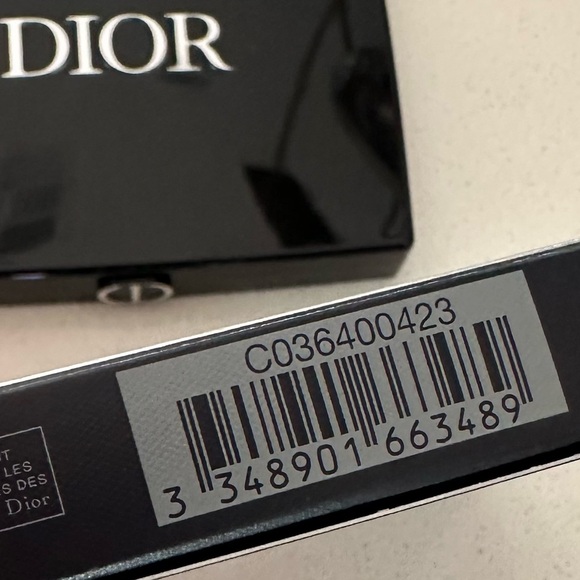 DIOR
C036400423
3 348901 663489
LES
DES
Dior